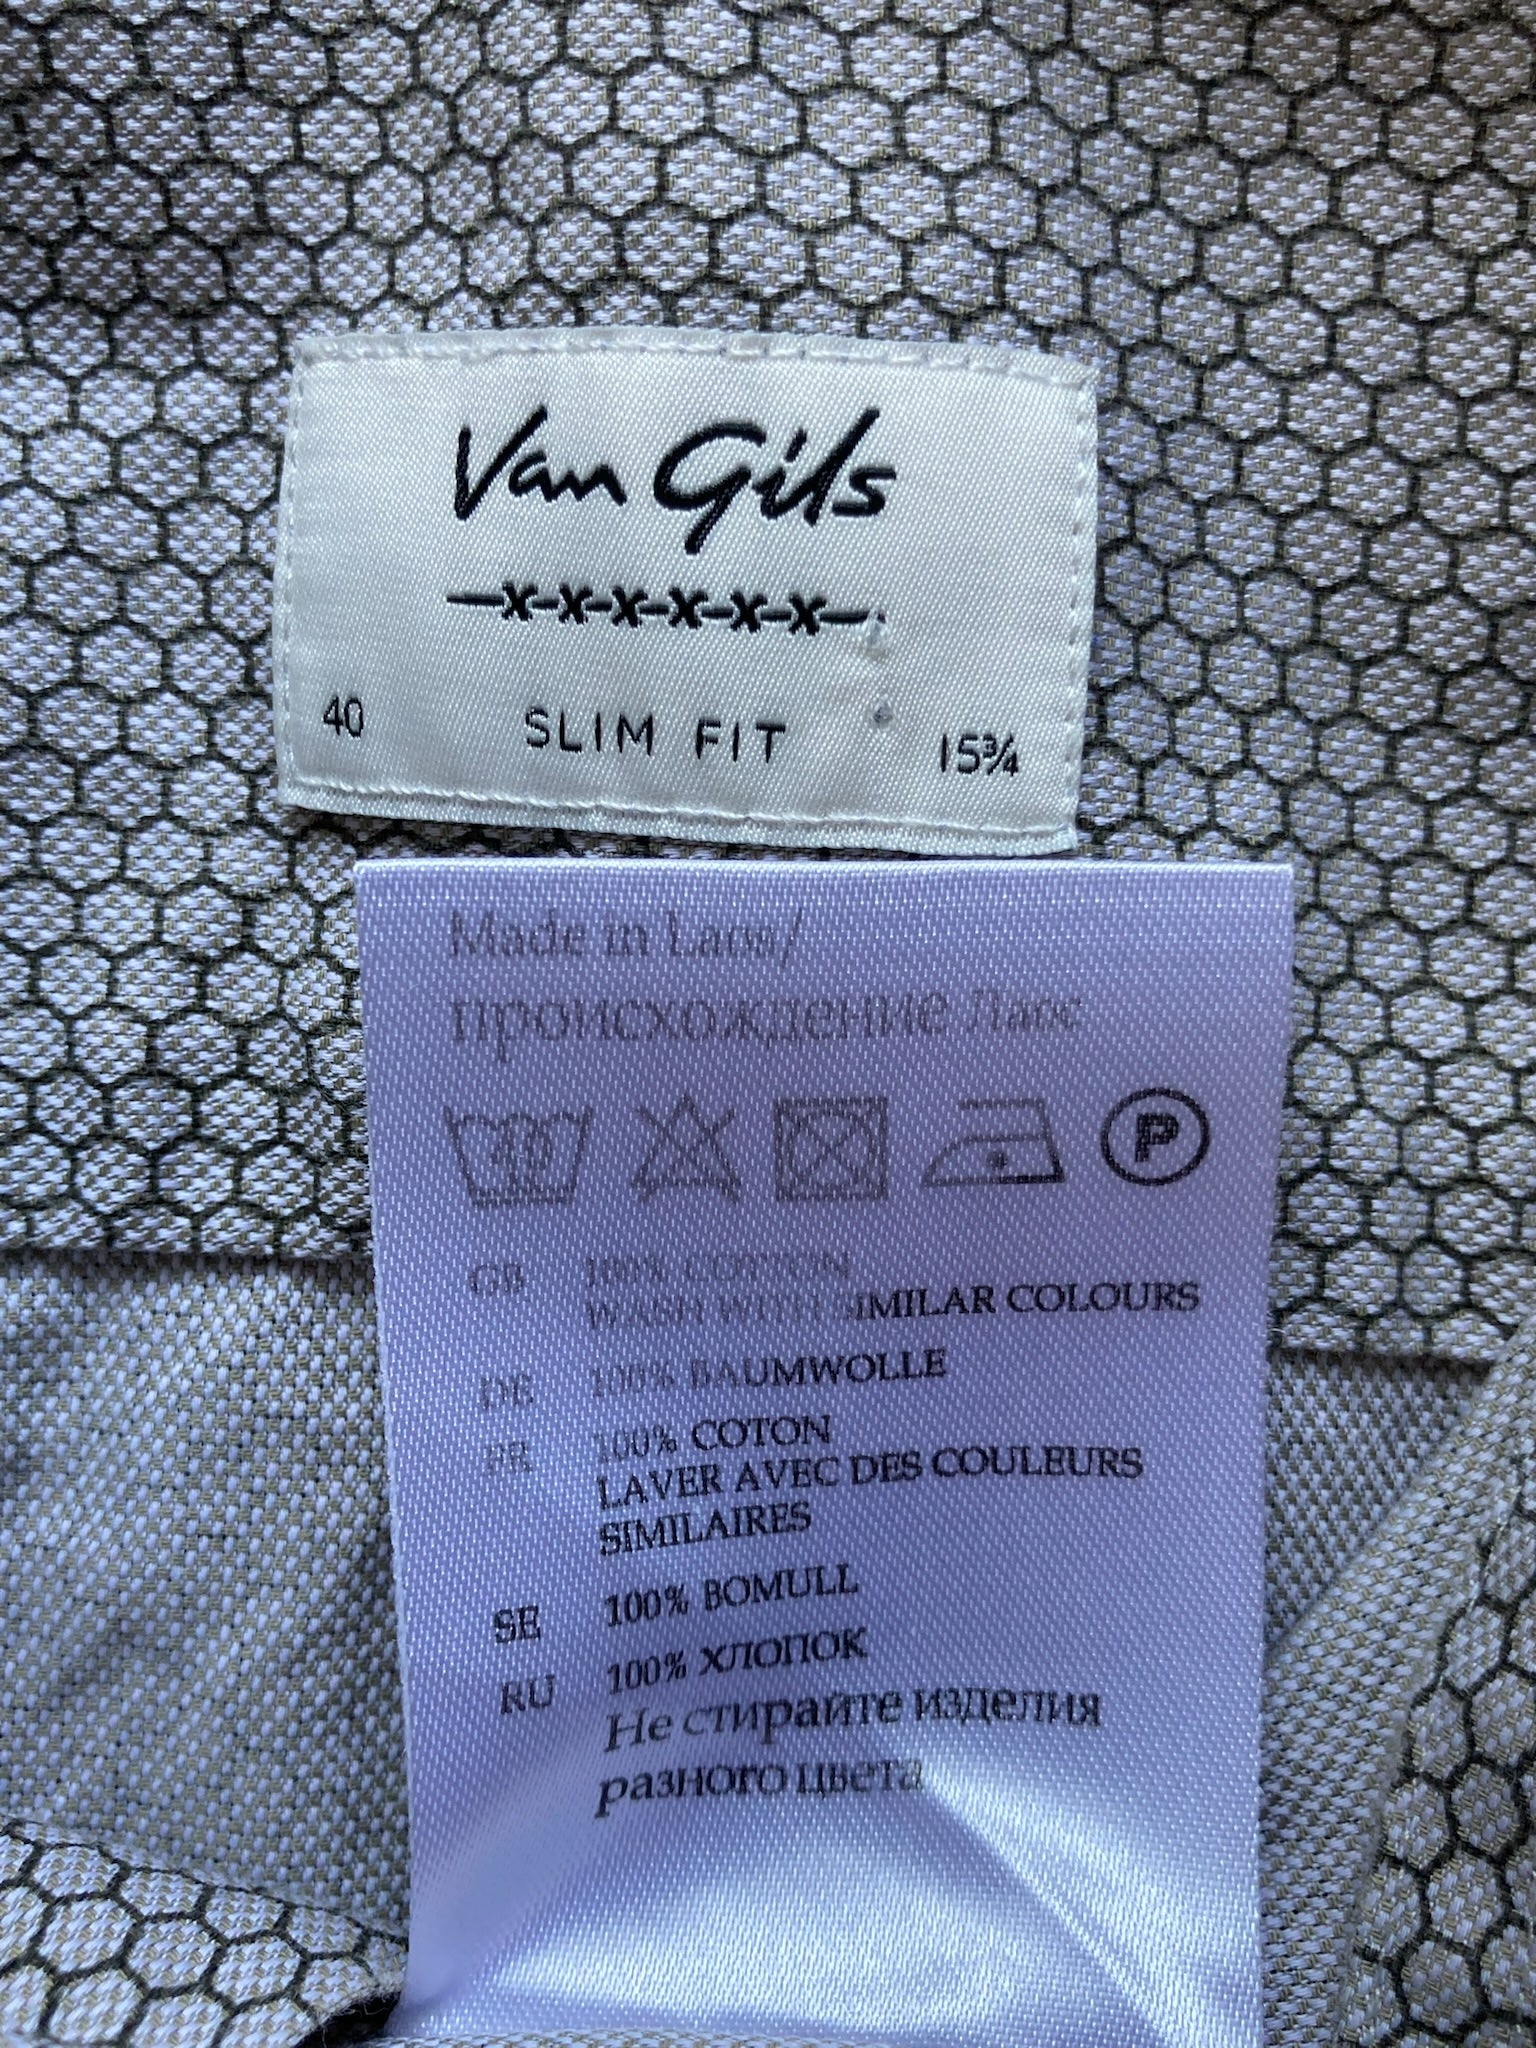 Van Gils
-x-x-x-x-x-x-
40 SLIM FIT 15¾
Made in Laos/
происхождение Лаос
40 P
GB 100% COTTON
WASH WITH SIMILAR COLOURS
DE 100% BAUMWOLLE
FR 100% COTON
LAVER AVEC DES COULEURS
SIMILAIRES
SE 100% BOMULL
RU 100% ХЛОПОК
Не стирайте изделия
разного цвета